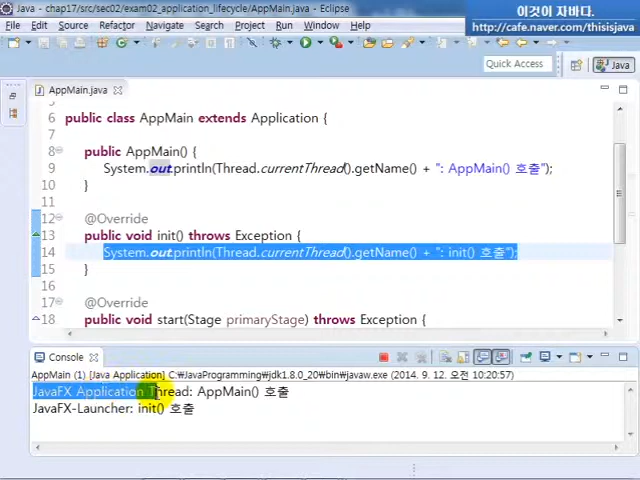 Java - chap17/src/sec02/exam02_application_lifecycle/AppMain.java - Eclipse
이것이 자바다.
http://cafe.naver.com/thisisjava
File Edit Source Refactor Navigate Search Project Run Window Help
Quick Access
Java
AppMain.java
6 public class AppMain extends Application {
7
8 public AppMain() {
9 System.out.println(Thread.currentThread().getName() + ": AppMain() 호출");
10 }
11
12 @Override
13 public void init() throws Exception {
14 System.out.println(Thread.currentThread().getName() + ": init() 호출");
15 }
16
17 @Override
18 public void start(Stage primaryStage) throws Exception {
Console
AppMain (1) [Java Application] C:\JavaProgramming\jdk1.8.0_20\bin\javaw.exe (2014. 9. 12. 오전 10:20:57)
JavaFX Application Thread: AppMain() 호출
JavaFX-Launcher: init() 호출